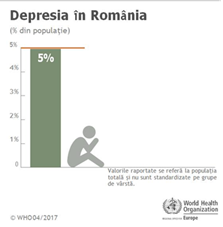 Depresia în România
(% din populație)
5%
5%
4%
3%
2%
1%
0
Valorile raportate se referă la populația
totală și nu sunt standardizate pe grupe
de vârstă.
© WHO04/2017
World Health
Organization
Europe